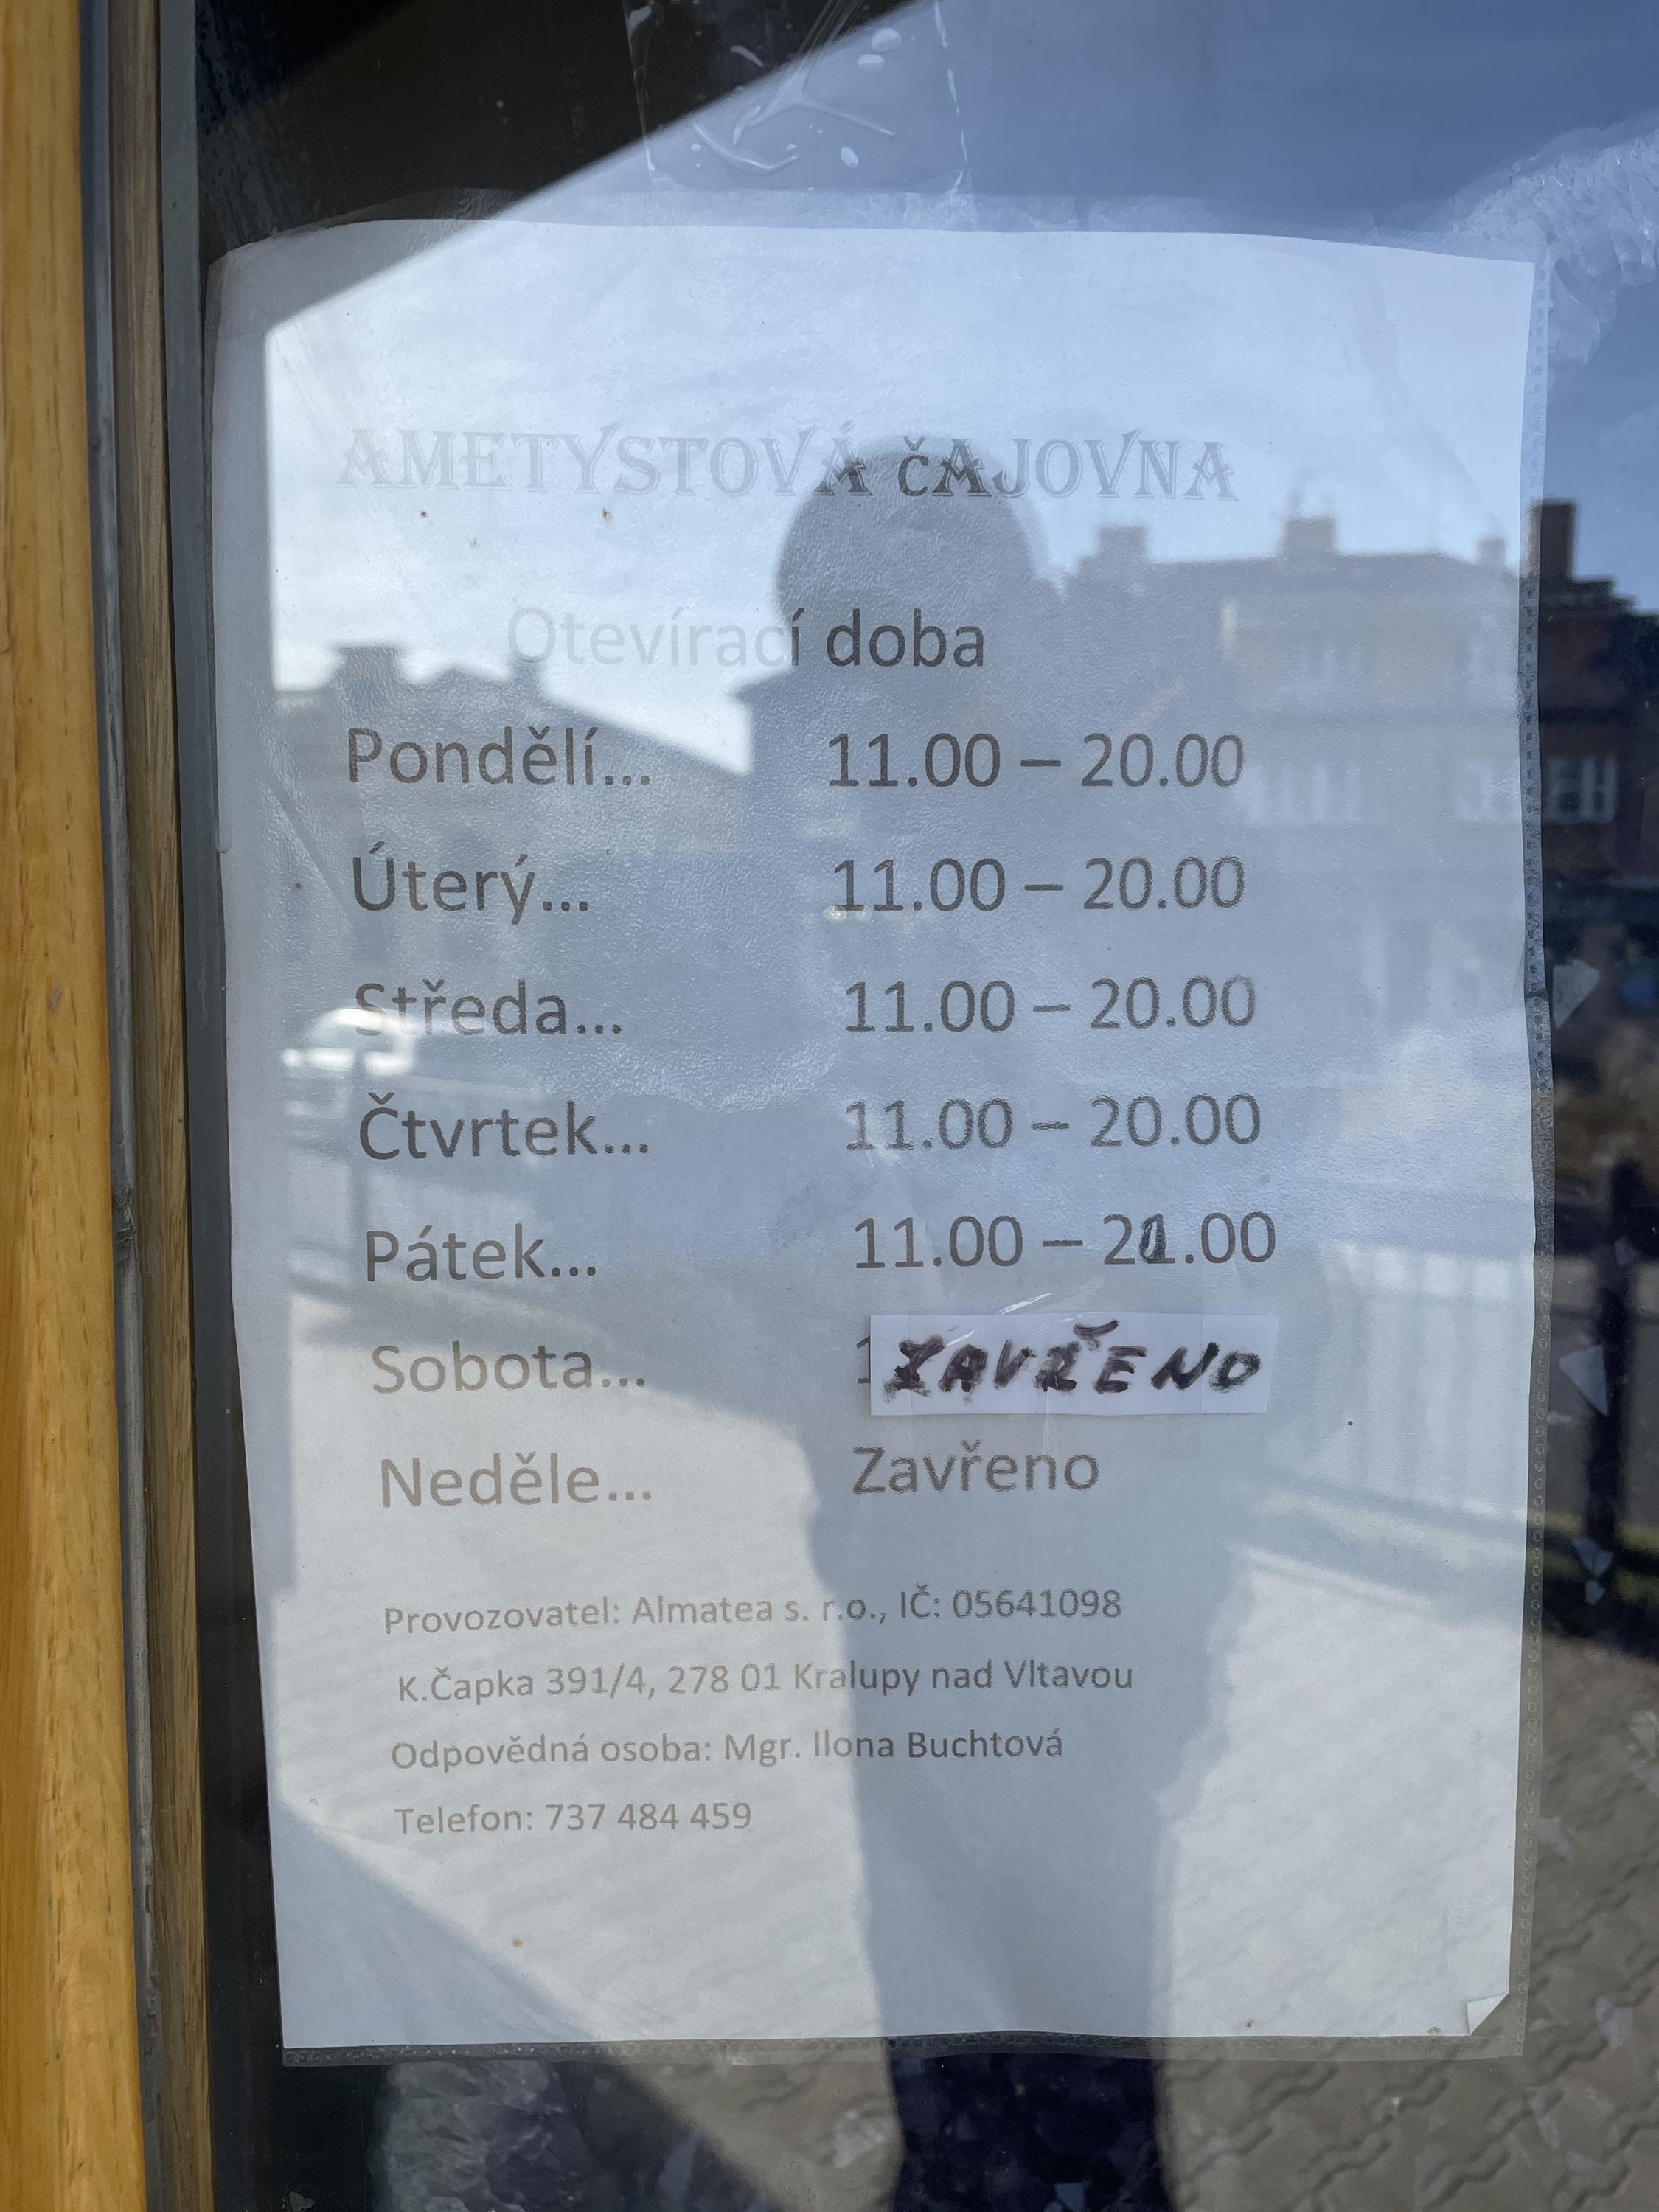 AMETYSTOVÁ ČAJOVNA
Otevírací doba
Pondělí... 11.00 – 20.00
Úterý... 11.00 – 20.00
Středa... 11.00 – 20.00
Čtvrtek... 11.00 – 20.00
Pátek... 11.00 – 20.00
Sobota... ZAVŘENO
Neděle... Zavřeno
Provozovatel: Almatea s. r.o., IČ: 05641098
K.Čapka 391/4, 278 01 Kralupy nad Vltavou
Odpovědná osoba: Mgr. Ilona Buchtová
Telefon: 737 484 459